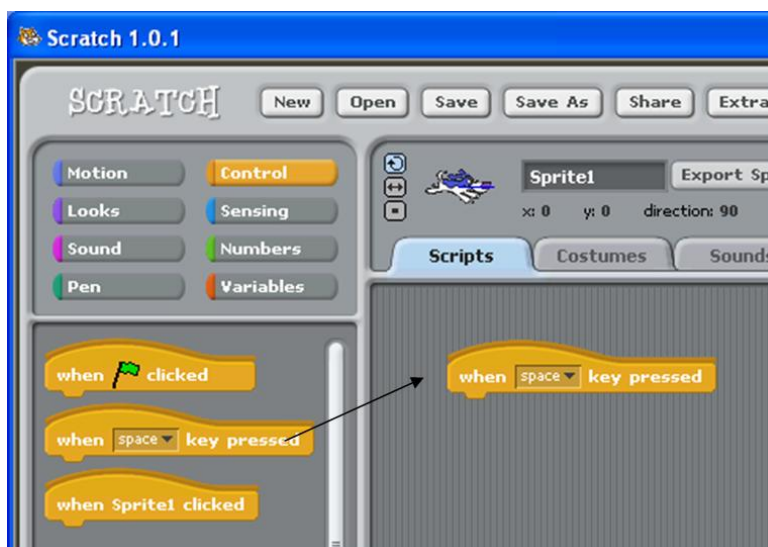 Scratch 1.0.1
SCRATCH New Open Save Save As Share Extra
Motion Control
Looks Sensing
Sound Numbers
Pen Variables
Sprite1 Export Sp
x: 0 y: 0 direction: 90
Scripts Costumes Sounds
when clicked
when space key pressed
when Sprite1 clicked
when space key pressed